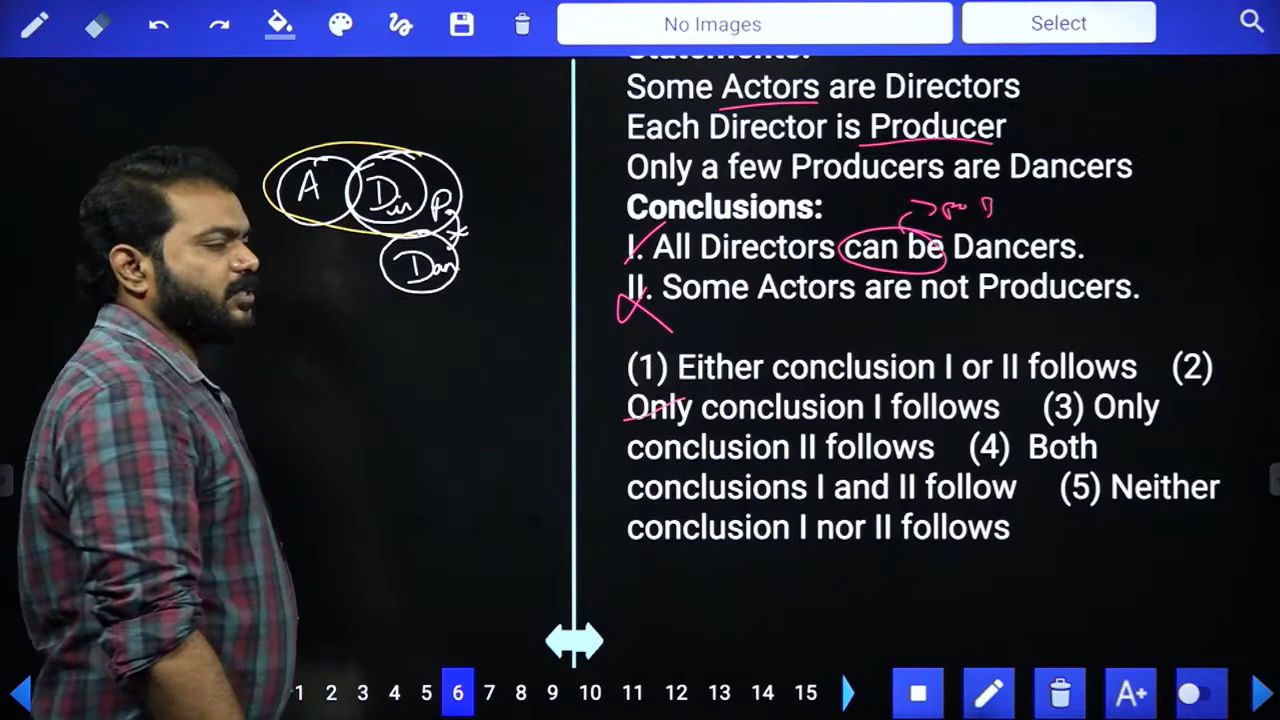 No Images
Select
Statements:
Some Actors are Directors
Each Director is Producer
Only a few Producers are Dancers
Conclusions:
I. All Directors can be Dancers.
II. Some Actors are not Producers.
(1) Either conclusion I or II follows (2)
Only conclusion I follows (3) Only
conclusion II follows (4) Both
conclusions I and II follow (5) Neither
conclusion I nor II follows
A
Dir
Dan
1 2 3 4 5 6 7 8 9 10 11 12 13 14 15
A+